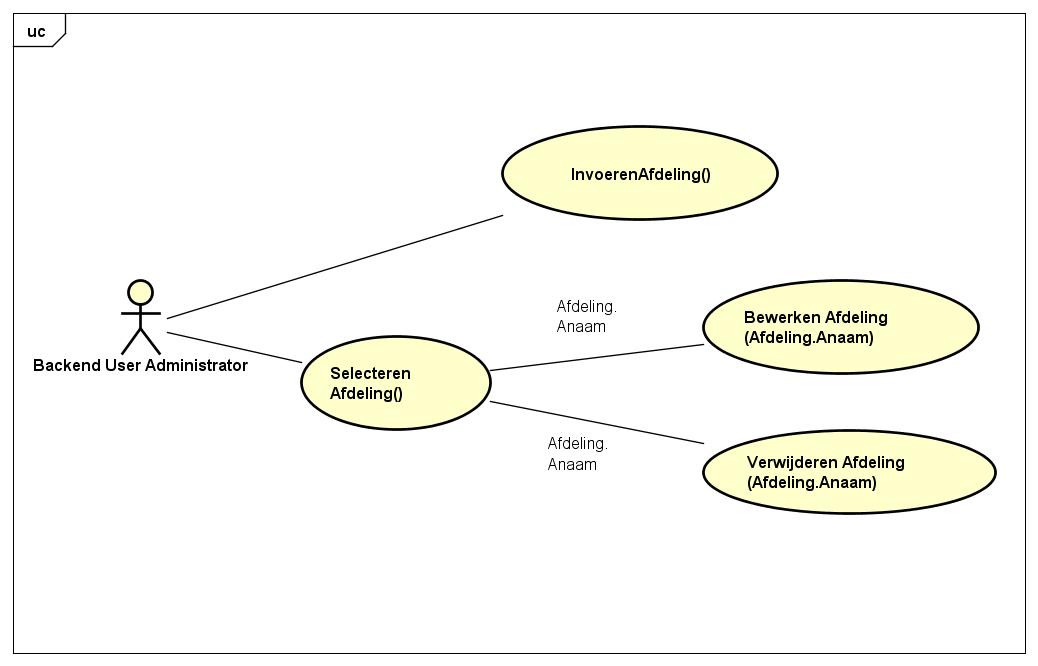 uc
InvoerenAfdeling()
Afdeling.
Anaam
Bewerken Afdeling
(Afdeling.Anaam)
Backend User Administrator
Selecteren
Afdeling()
Afdeling.
Anaam
Verwijderen Afdeling
(Afdeling.Anaam)